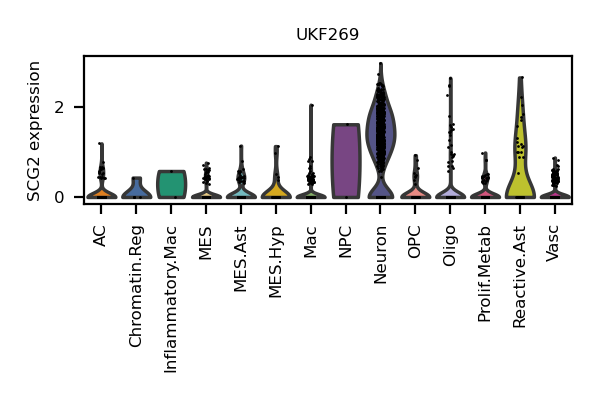 UKF269
SCG2 expression
2
0
AC
Chromatin.Reg
Inflammatory.Mac
MES
MES.Ast
MES.Hyp
Mac
NPC
Neuron
OPC
Oligo
Prolif.Metab
Reactive.Ast
Vasc